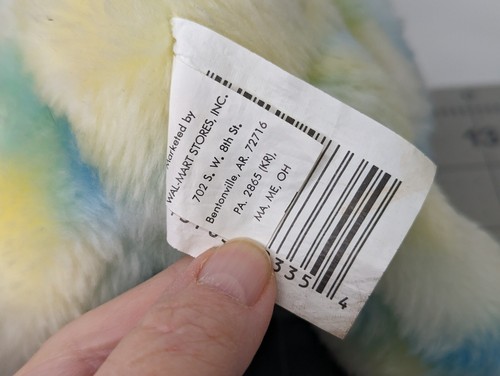 Marketed by
WAL-MART STORES, INC.
702 S. W. 8th St.
Bentonville, AR. 72716
PA. 2865 (KR),
MA, ME, OH
335 4